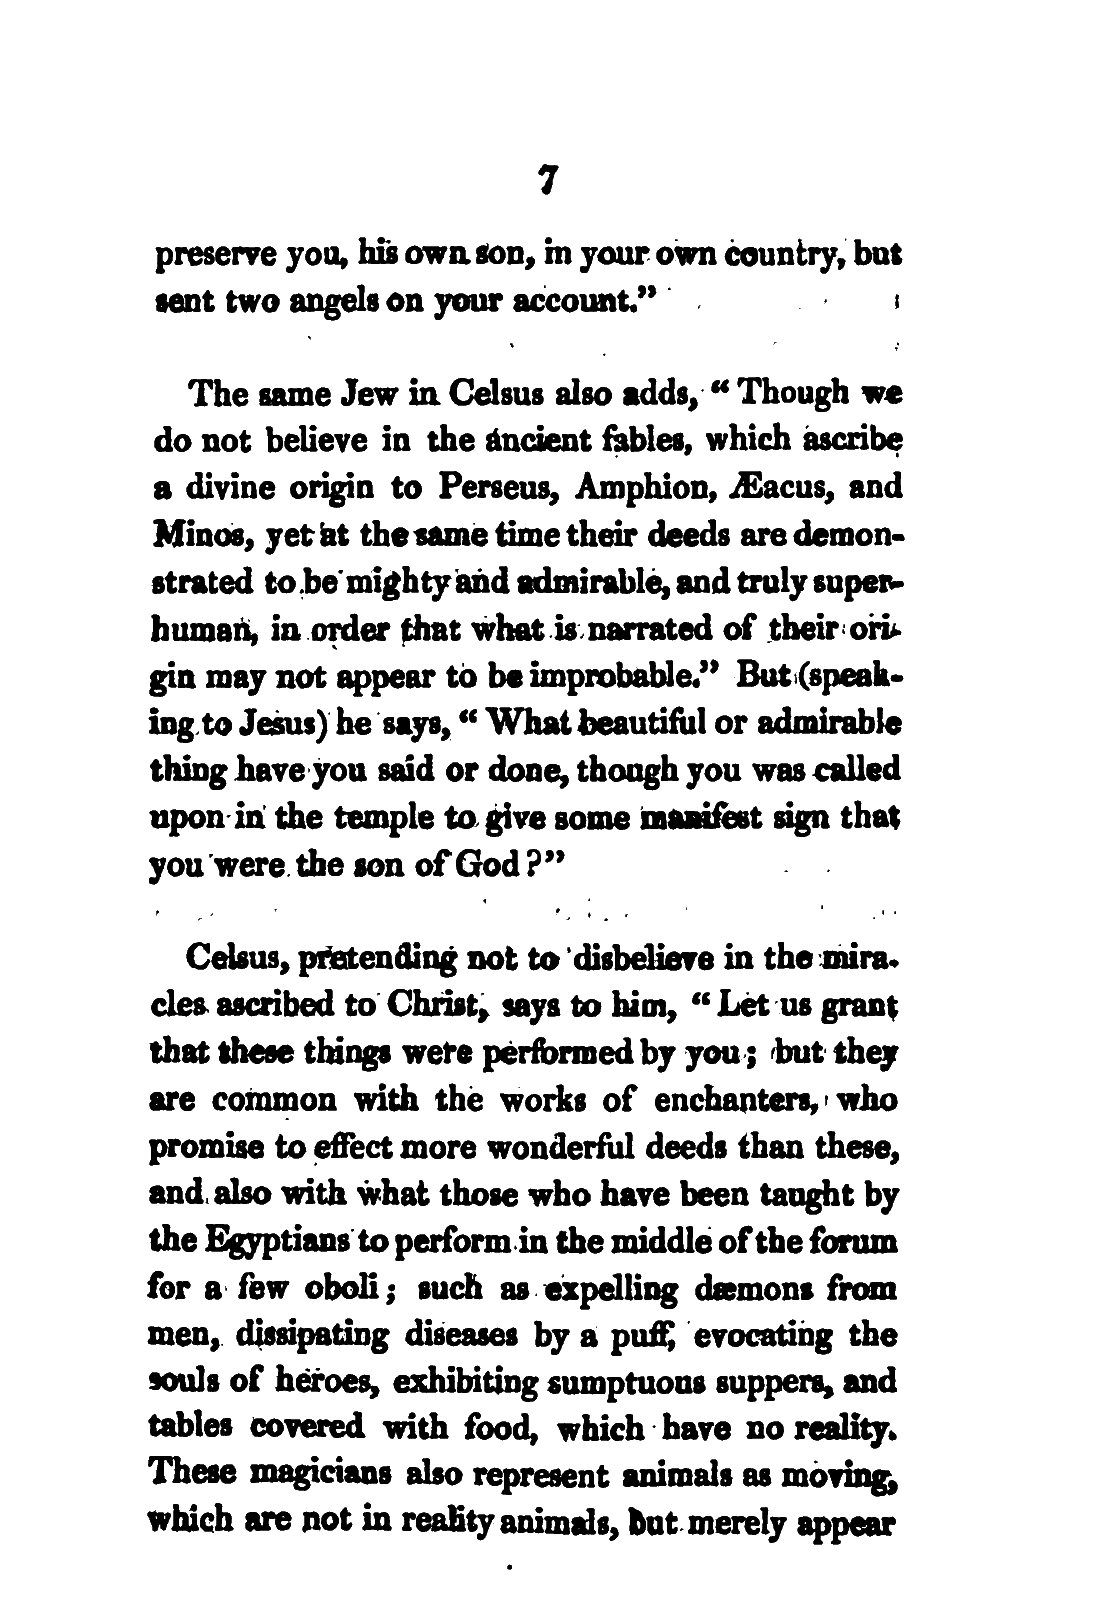 7
preserve you, his own son, in your own country, but
sent two angels on your account.”
The same Jew in Celsus also adds, “ Though we
do not believe in the ancient fables, which ascribe
a divine origin to Perseus, Amphion, Æacus, and
Minos, yet at the same time their deeds are demon-
strated to be mighty and admirable, and truly super-
human, in order that what is narrated of their ori-
gin may not appear to be improbable.” But (speak-
ing to Jesus) he says, “ What beautiful or admirable
thing have you said or done, though you was called
upon in the temple to give some manifest sign that
you were the son of God?”
Celsus, pretending not to disbelieve in the mira-
cles ascribed to Christ, says to him, “ Let us grant
that these things were performed by you; but they
are common with the works of enchanters, who
promise to effect more wonderful deeds than these,
and also with what those who have been taught by
the Egyptians to perform in the middle of the forum
for a few oboli; such as expelling dæmons from
men, dissipating diseases by a puff, evocating the
souls of heroes, exhibiting sumptuous suppers, and
tables covered with food, which have no reality.
These magicians also represent animals as moving,
which are not in reality animals, but merely appear